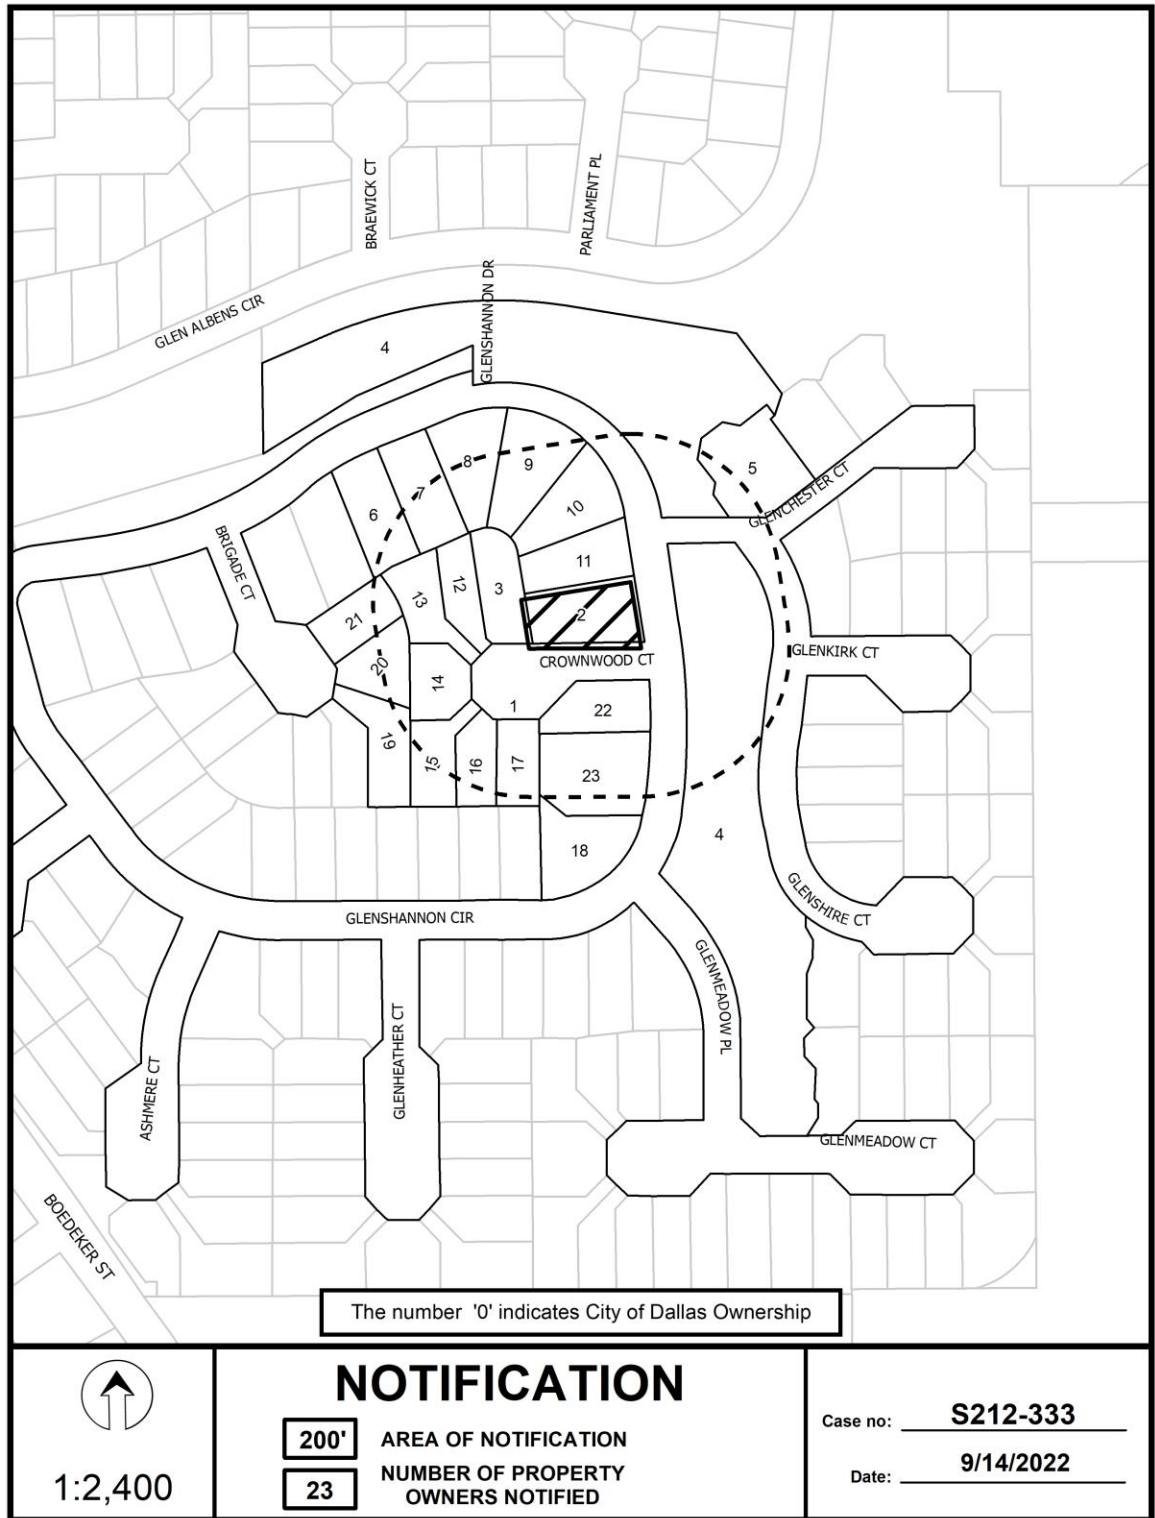 BRAEWICK CT
PARLIAMENT PL
GLEN ALBENS CIR
GLENSHANNON DR
4
8
9
5
7
6
10
GLENCHESTER CT
BRIGADE CT
11
12
3
13
2
21
CROWNWOOD CT
GLENKIRK CT
20
14
1
22
19
15
16
17
23
4
18
GLENSHIRE CT
GLENSHANNON CIR
GLENMEADOW PL
GLENHEATHER CT
ASHMERE CT
GLENMEADOW CT
BOEDEKER ST
The number '0' indicates City of Dallas Ownership
1:2,400
NOTIFICATION
200' AREA OF NOTIFICATION
23 NUMBER OF PROPERTY
OWNERS NOTIFIED
Case no: S212-333
Date: 9/14/2022